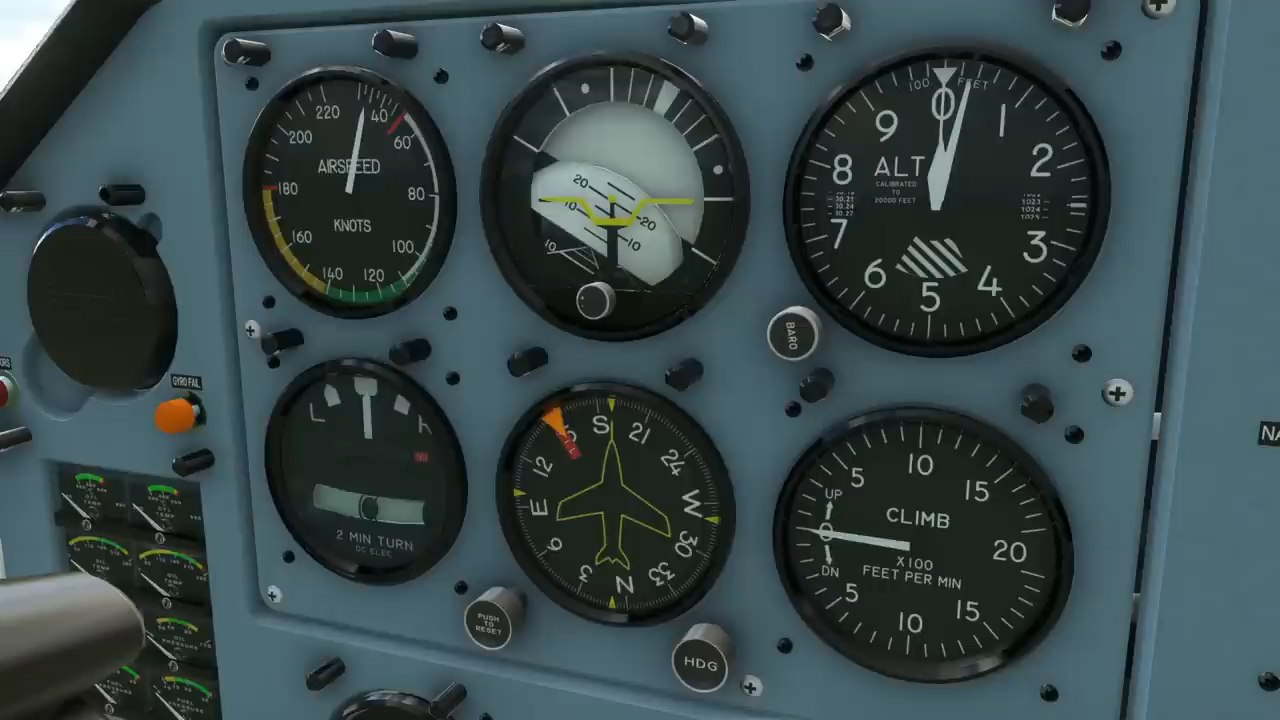 220
40
200
60
AIRSPEED
180
80
KNOTS
160
100
140
120
20
10
20
10
10
100
FEET
0
9
1
8
ALT
2
CALIBRATED
TO
20000 FEET
7
3
6
4
5
BARO
GYRO FAIL
L
2 MIN TURN
DC ELEC
S
21
12
24
E
W
6
30
3
33
N
PUSH
TO
RESET
HDG
10
5
15
UP
CLIMB
0
20
X100
DN
FEET PER MIN
5
15
10